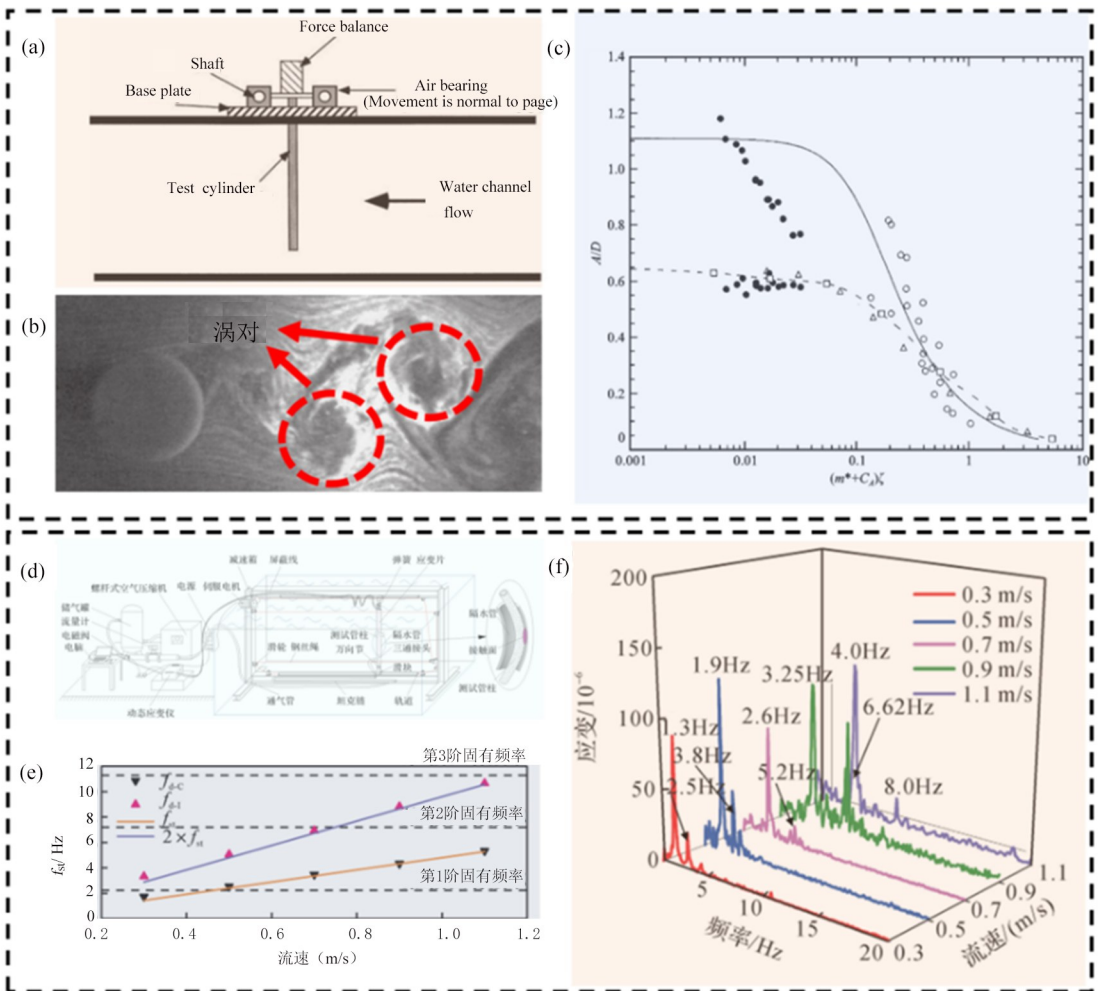 (a)
Force balance
Shaft
Base plate
Air bearing
(Movement is normal to page)
Test cylinder
Water channel
flow
(b)
涡对
(c)
1.4
1.2
1.0
0.8
0.6
0.4
0.2
0
A/D
0.001
0.01
0.1
1
10
(m*+C_A)ζ
(d)
减速箱 屏蔽线
弹簧 应变片
螺杆式空气压缩机
电源 伺服电机
储气罐
流量计
电磁阀
电脑
滑轮 钢丝绳
测试管柱
万向节
隔水管
三通接头
滑块
隔水管
接触面
测试管柱
动态应变仪
通气管
坦克链
轨道
(e)
12
10
8
6
4
2
0
f_st/ Hz
f_d-C
f_d-I
f_st
2×f_st
第3阶固有频率
第2阶固有频率
第1阶固有频率
0.2
0.4
0.6
0.8
1.0
1.2
流速（m/s）
(f)
200
150
100
50
0
应变/10⁻⁶
0.3 m/s
0.5 m/s
0.7 m/s
0.9 m/s
1.1 m/s
1.3Hz
2.5Hz
1.9Hz
3.8Hz
2.6Hz
5.2Hz
3.25Hz
6.62Hz
4.0Hz
8.0Hz
5
10
15
20
频率/Hz
0.3
0.5
0.7
0.9
1.1
流速/(m/s)